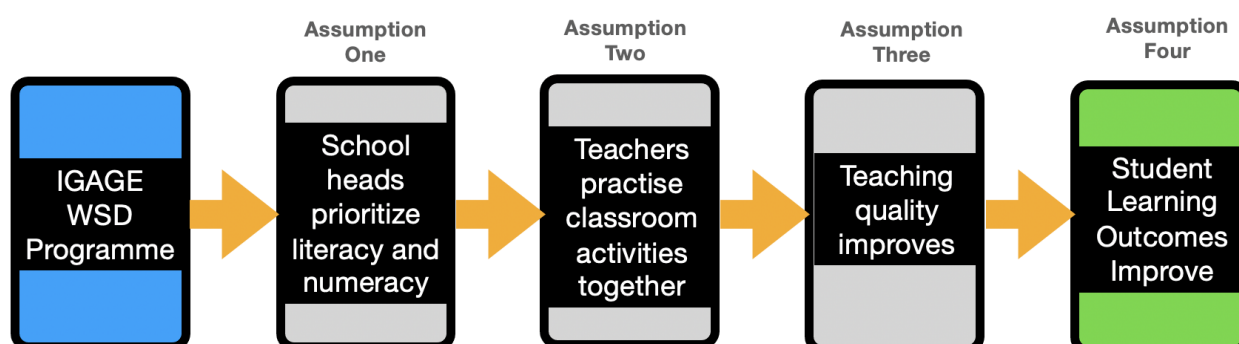 Assumption
One
Assumption
Two
Assumption
Three
Assumption
Four
IGAGE
WSD
Programme
School
heads
prioritize
literacy and
numeracy
Teachers
practise
classroom
activities
together
Teaching
quality
improves
Student
Learning
Outcomes
Improve